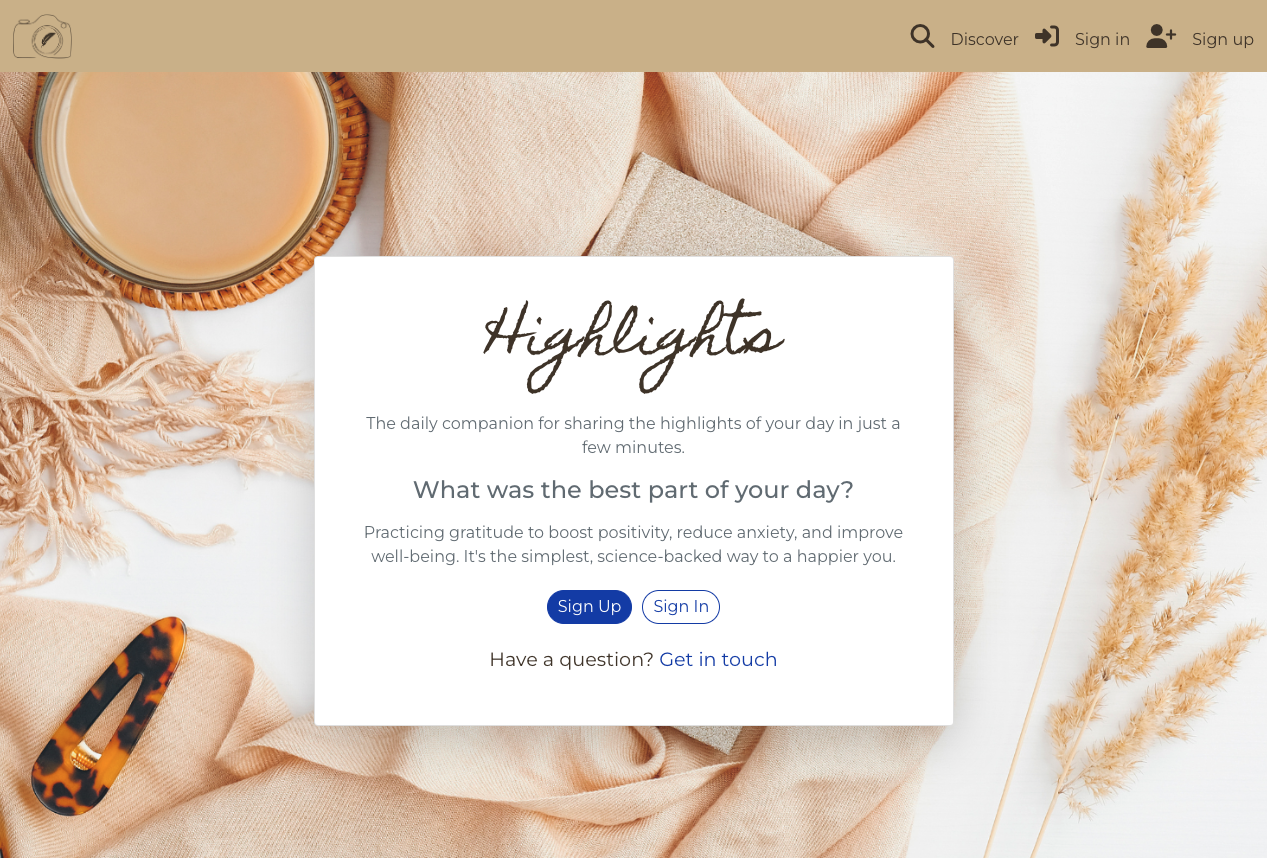 Discover Sign in Sign up
Highlights
The daily companion for sharing the highlights of your day in just a
few minutes.
What was the best part of your day?
Practicing gratitude to boost positivity, reduce anxiety, and improve
well-being. It's the simplest, science-backed way to a happier you.
Sign Up Sign In
Have a question? Get in touch